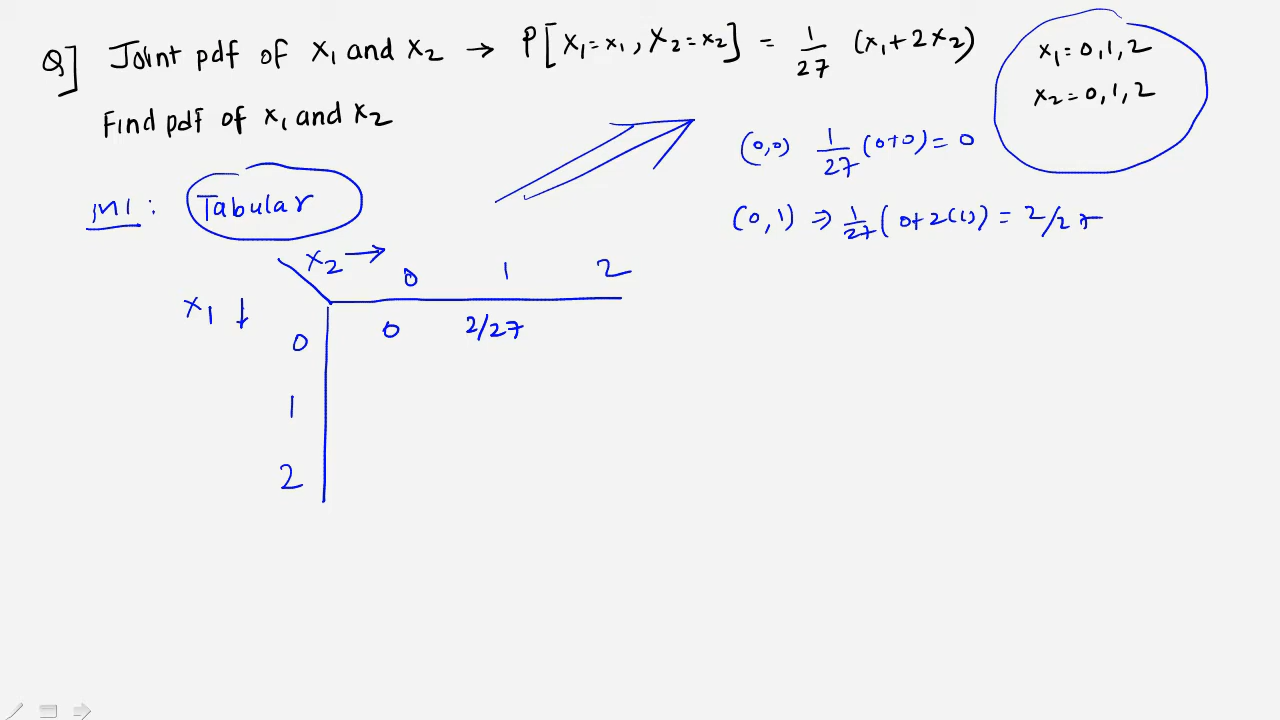 Q] Joint pdf of x₁ and x₂ → P[X₁=x₁, X₂=x₂] = 1/27 (x₁+2x₂)
x₁=0,1,2
x₂=0,1,2
Find pdf of x₁ and x₂
(0,0) 1/27 (0+0) = 0
M1 : Tabular
(0,1) ⇒ 1/27 (0+2(1)) = 2/27
x₂ → 0 1 2
x₁ ↓
0 0 2/27
1
2